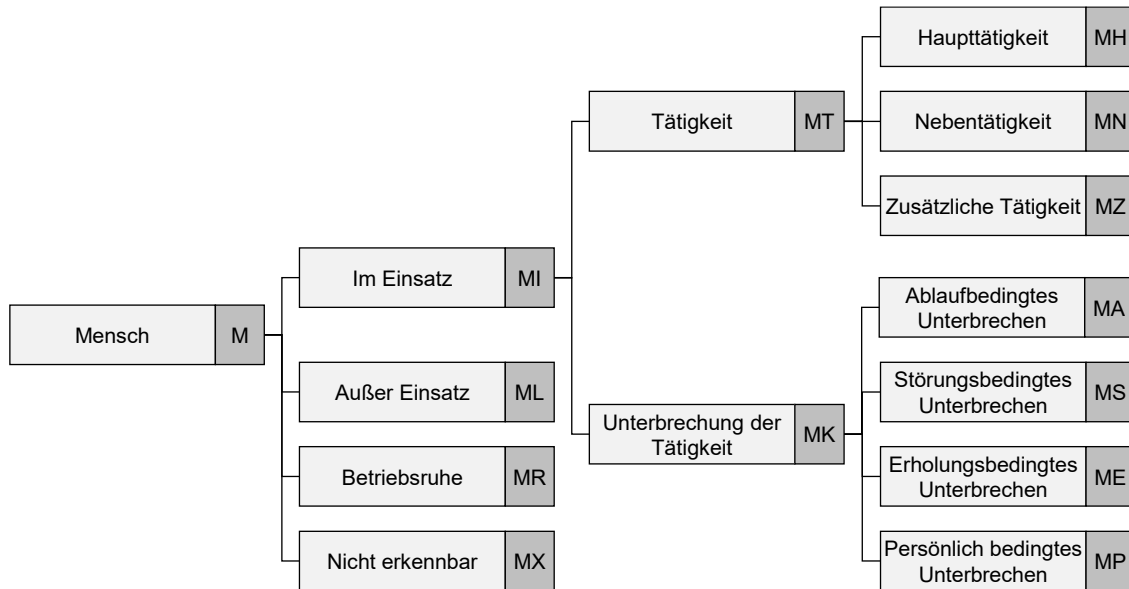 Haupttätigkeit MH
Tätigkeit MT
Nebentätigkeit MN
Zusätzliche Tätigkeit MZ
Im Einsatz MI
Mensch M
Ablaufbedingtes
Unterbrechen
MA
Außer Einsatz ML
Störungsbedingtes
Unterbrechen
MS
Unterbrechung der
Tätigkeit
MK
Betriebsruhe MR
Erholungsbedingtes
Unterbrechen
ME
Nicht erkennbar MX
Persönlich bedingtes
Unterbrechen
MP